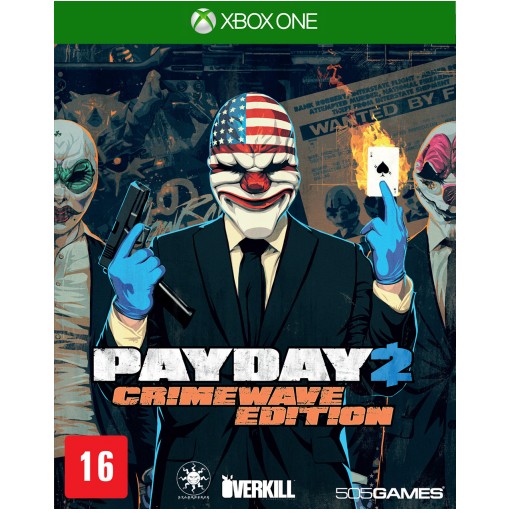 XBOX ONE
WANTED BY F
PAYDAY 2
CRIMEWAVE
EDITION
16
OVERKILL
505GAMES